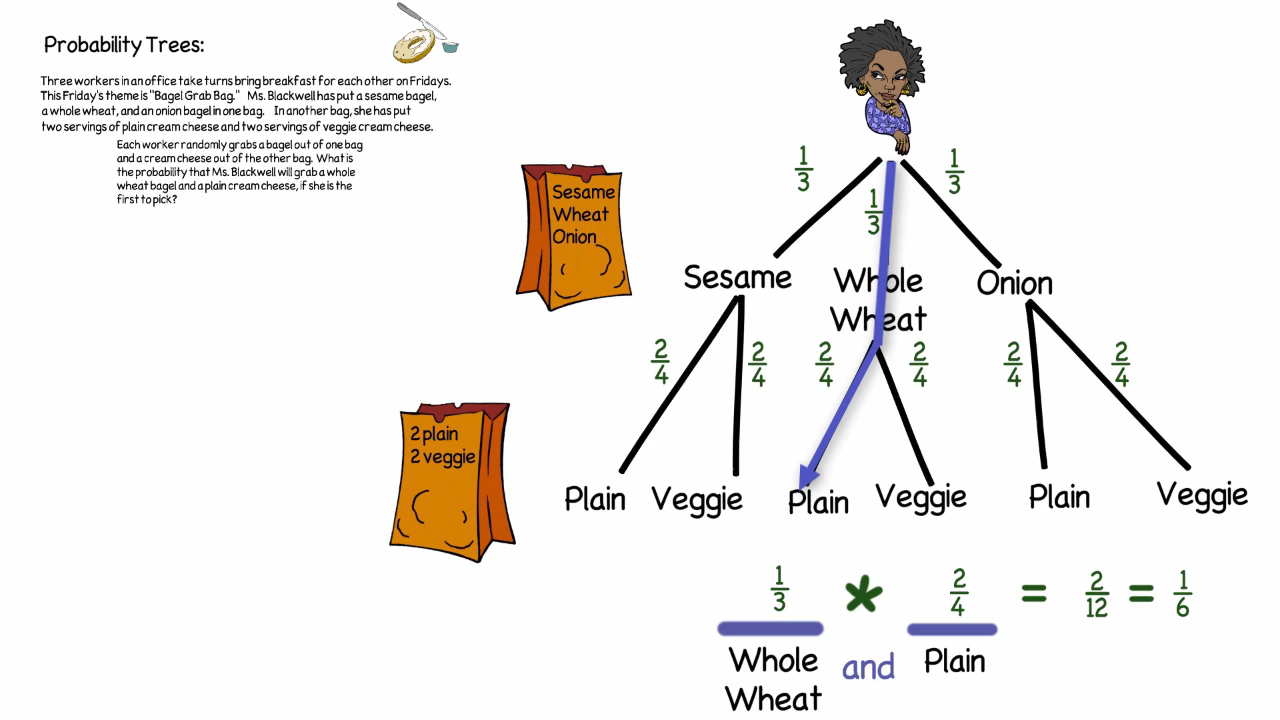 Probability Trees:
Three workers in an office take turns bring breakfast for each other on Fridays.
This Friday's theme is "Bagel Grab Bag." Ms. Blackwell has put a sesame bagel,
a whole wheat, and an onion bagel in one bag. In another bag, she has put
two servings of plain cream cheese and two servings of veggie cream cheese.
Each worker randomly grabs a bagel out of one bag
and a cream cheese out of the other bag. What is
the probability that Ms. Blackwell will grab a whole
wheat bagel and a plain cream cheese, if she is the
first to pick?
Sesame
Wheat
Onion
1/3 1/3 1/3
Sesame Whole Wheat Onion
2/4 2/4 2/4 2/4 2/4 2/4
2 plain
2 veggie
Plain Veggie Plain Veggie Plain Veggie
1/3 * 2/4 = 2/12 = 1/6
Whole Wheat and Plain